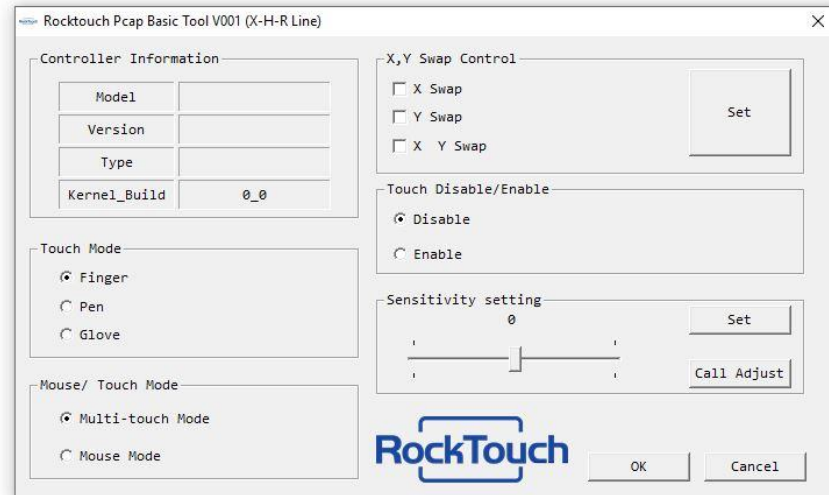 Rocktouch Pcap Basic Tool V001 (X-H-R Line)
Controller Information
Model
Version
Type
Kernel_Build 0_0
Touch Mode
Finger
Pen
Glove
Mouse/ Touch Mode
Multi-touch Mode
Mouse Mode
X,Y Swap Control
X Swap
Y Swap
X Y Swap
Set
Touch Disable/Enable
Disable
Enable
Sensitivity setting
0
Set
Call Adjust
RockTouch
OK
Cancel